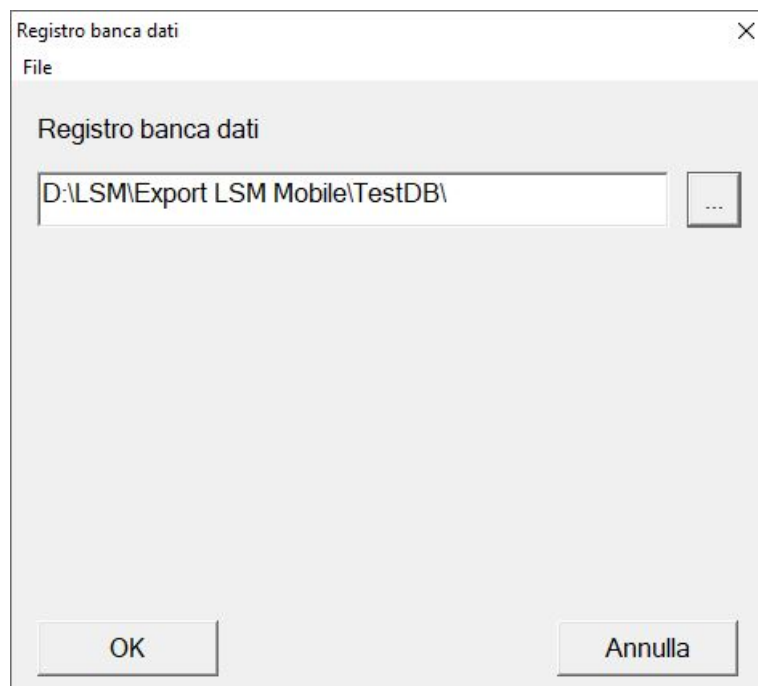 Registro banca dati
File
Registro banca dati
D:\LSM\Export LSM Mobile\TestDB\
...
OK
Annulla